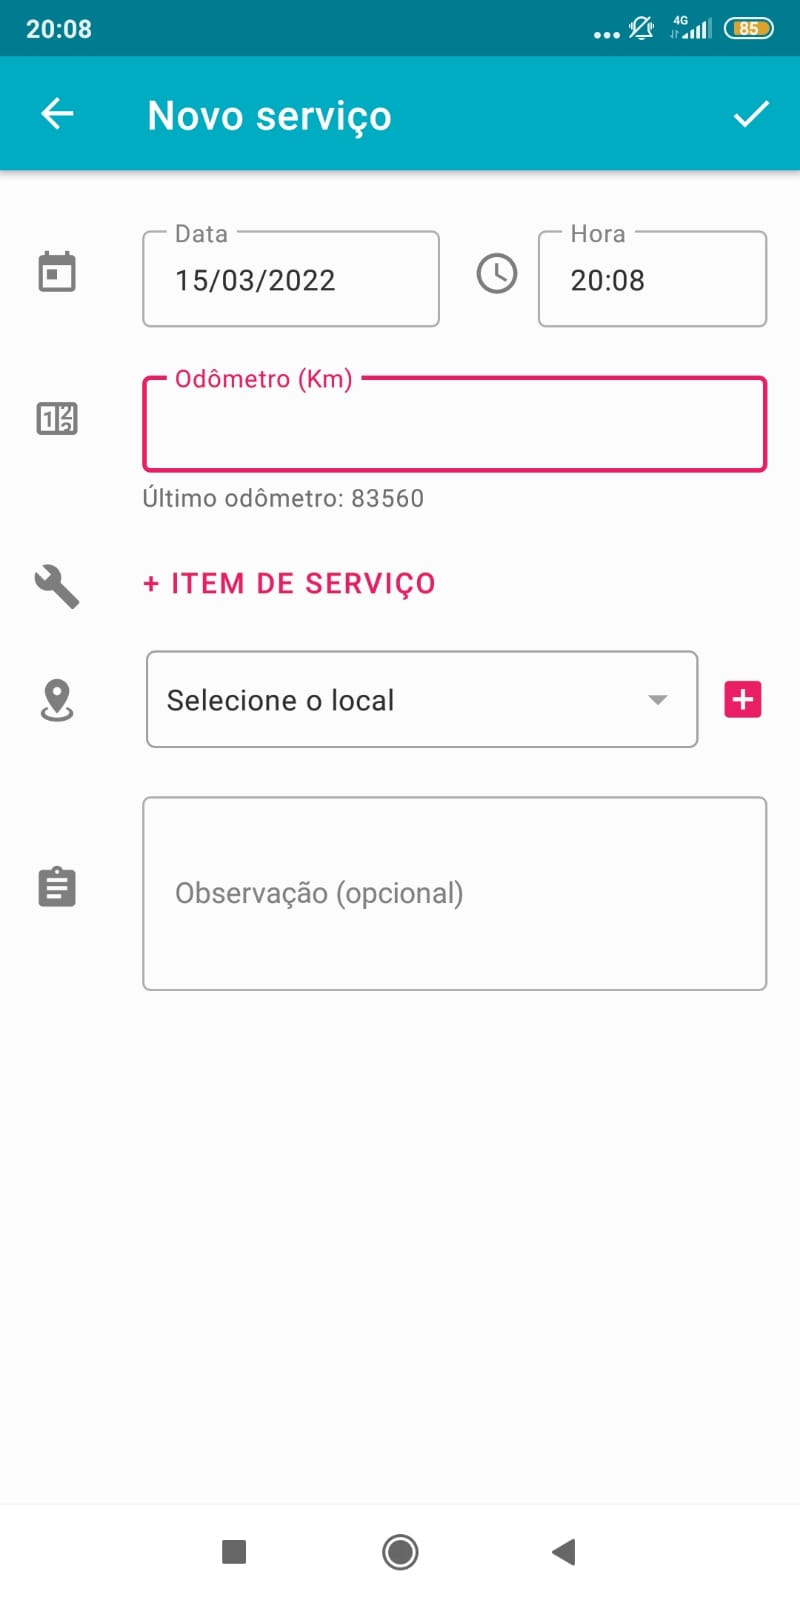 20:08
4G
85
Novo serviço
Data
Hora
15/03/2022
20:08
Odômetro (Km)
Último odômetro: 83560
+ ITEM DE SERVIÇO
Selecione o local
Observação (opcional)